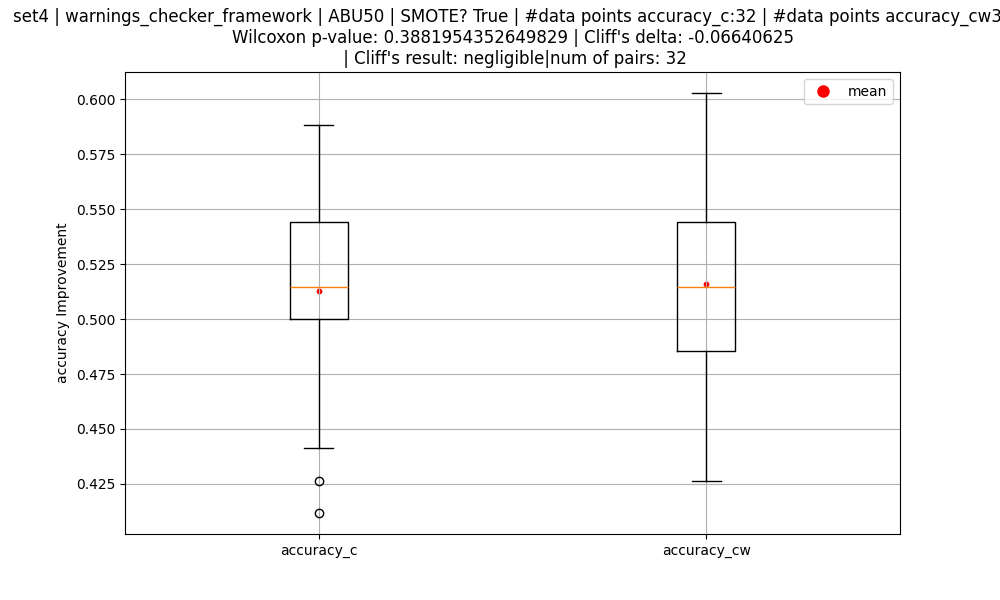 set4 | warnings_checker_framework | ABU50 | SMOTE? True | #data points accuracy_c:32 | #data points accuracy_cw3
Wilcoxon p-value: 0.3881954352649829 | Cliff's delta: -0.06640625
| Cliff's result: negligible|num of pairs: 32
mean
0.600
0.575
0.550
0.525
0.500
0.475
0.450
0.425
accuracy Improvement
accuracy_c
accuracy_cw